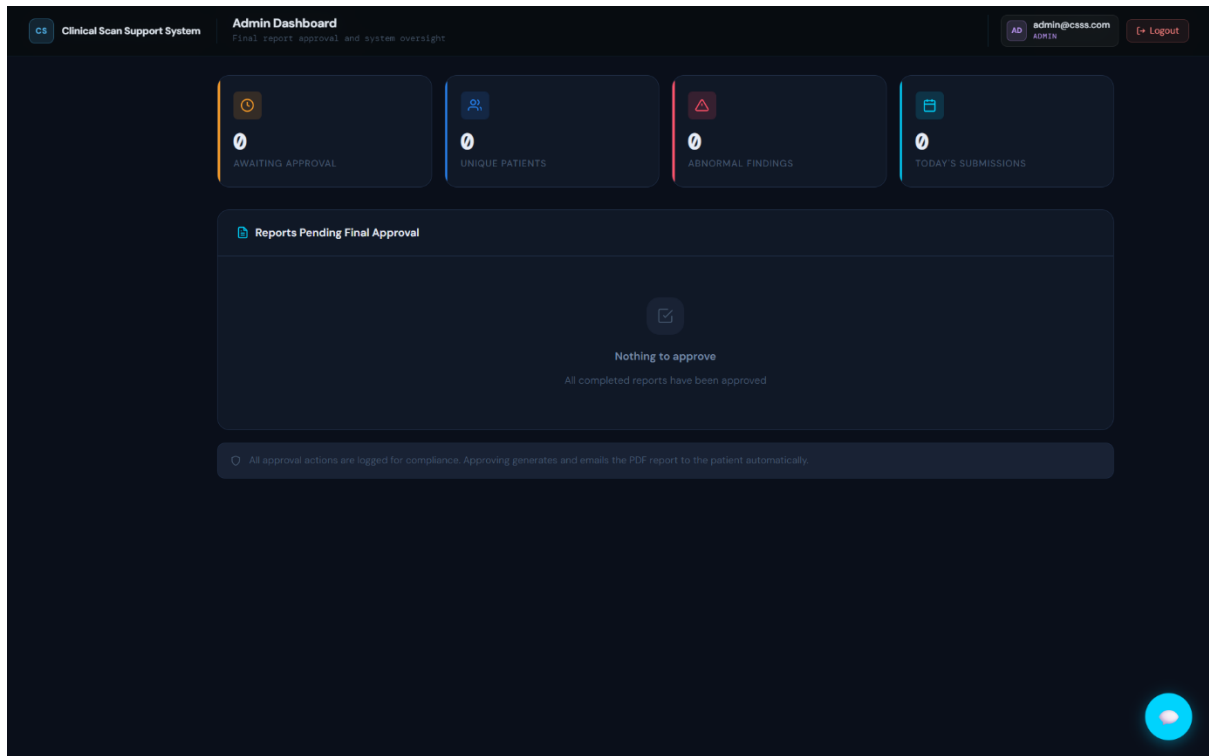 CS
Clinical Scan Support System
Admin Dashboard
Final report approval and system oversight
AD
admin@csss.com
ADMIN
Logout
0
AWAITING APPROVAL
0
UNIQUE PATIENTS
0
ABNORMAL FINDINGS
0
TODAY'S SUBMISSIONS
Reports Pending Final Approval
Nothing to approve
All completed reports have been approved
All approval actions are logged for compliance. Approving generates and emails the PDF report to the patient automatically.